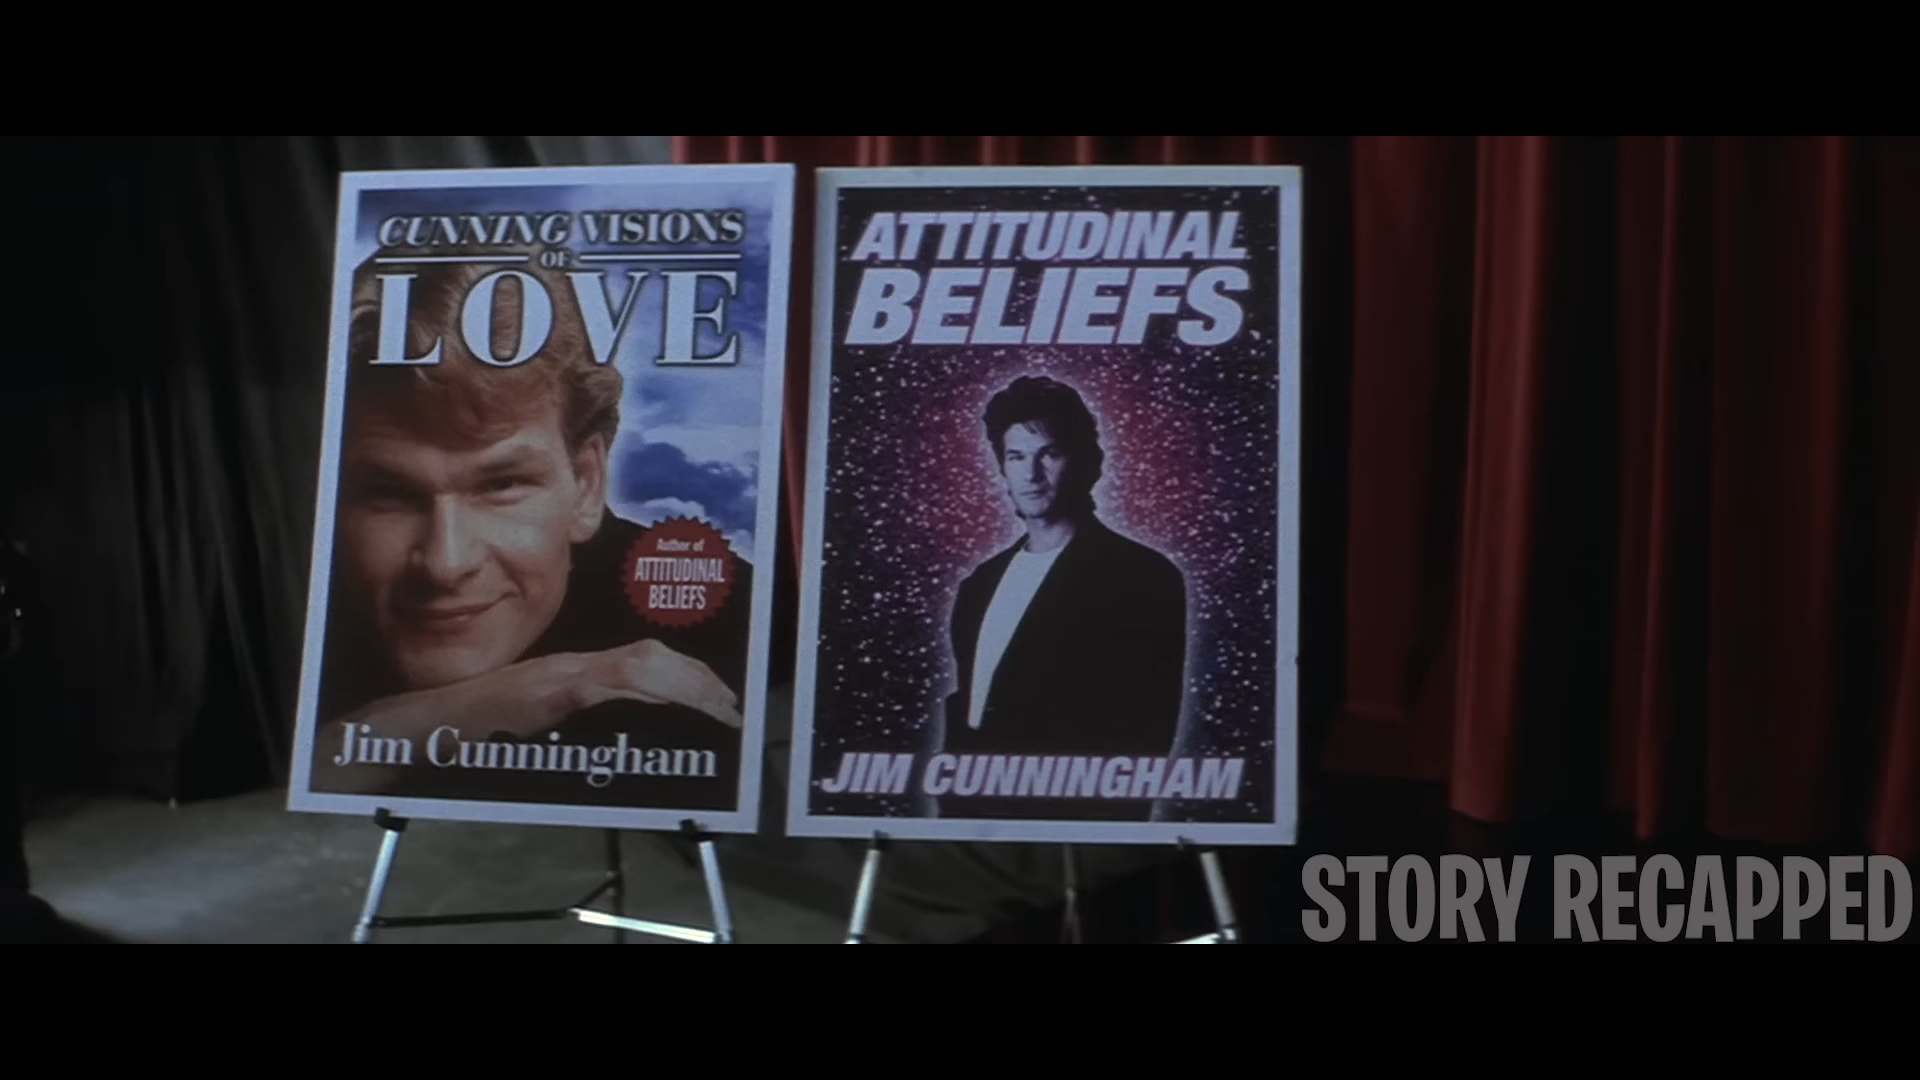 CUNNING VISIONS
OF
LOVE
Author of
ATTITUDINAL
BELIEFS
Jim Cunningham
ATTITUDINAL
BELIEFS
JIM CUNNINGHAM
STORY RECAPPED